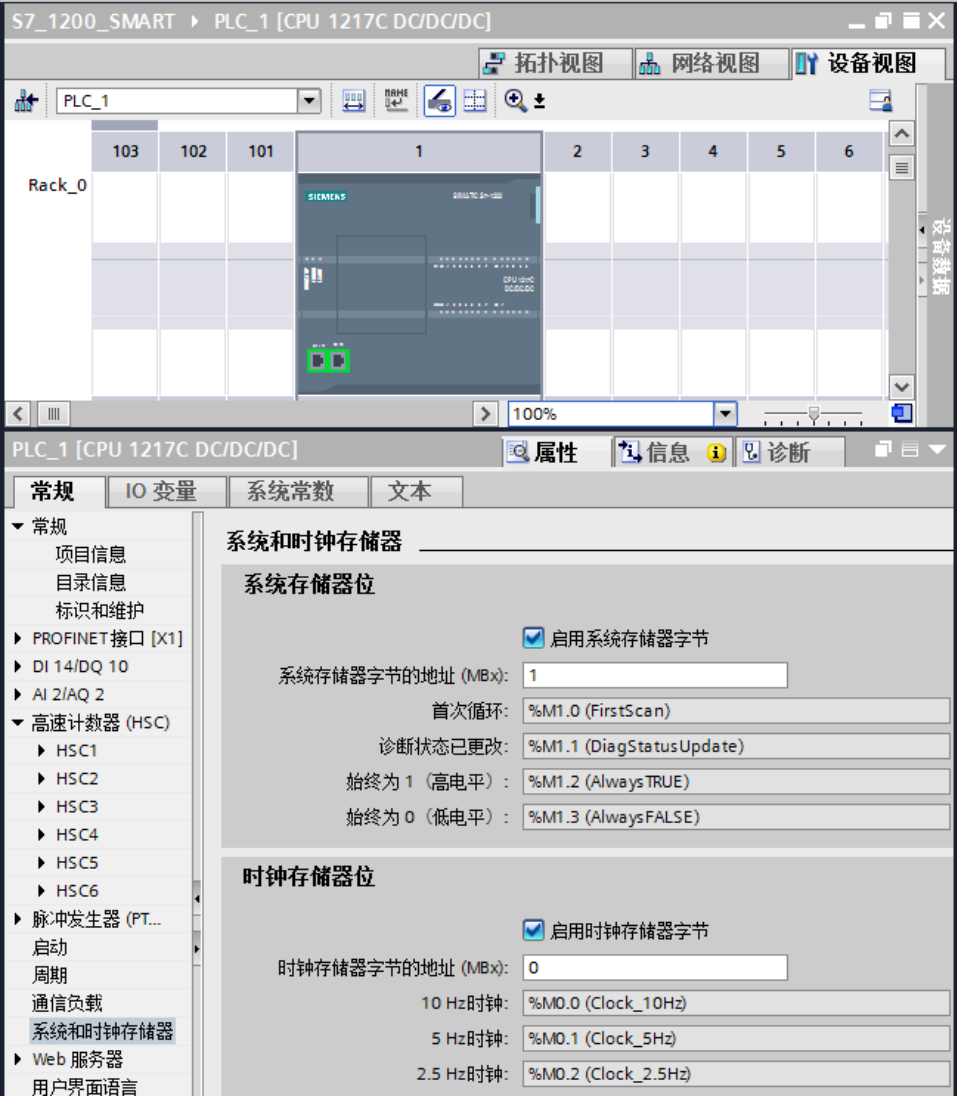 S7_1200_SMART ▸ PLC_1 [CPU 1217C DC/DC/DC]
拓扑视图 网络视图 设备视图
PLC_1
103 102 101 1 2 3 4 5 6
Rack_0
SIEMENS SIMATIC S7-1200
CPU 1217C
DC/DC/DC
设备数据
100%
PLC_1 [CPU 1217C DC/DC/DC]
属性 信息 诊断
常规 IO 变量 系统常数 文本
常规
项目信息
目录信息
标识和维护
PROFINET接口 [X1]
DI 14/DQ 10
AI 2/AQ 2
高速计数器 (HSC)
HSC1
HSC2
HSC3
HSC4
HSC5
HSC6
脉冲发生器 (PT...
启动
周期
通信负载
系统和时钟存储器
Web 服务器
用户界面语言
系统和时钟存储器
系统存储器位
启用系统存储器字节
系统存储器字节的地址 (MBx): 1
首次循环: %M1.0 (FirstScan)
诊断状态已更改: %M1.1 (DiagStatusUpdate)
始终为 1（高电平）: %M1.2 (AlwaysTRUE)
始终为 0（低电平）: %M1.3 (AlwaysFALSE)
时钟存储器位
启用时钟存储器字节
时钟存储器字节的地址 (MBx): 0
10 Hz时钟: %M0.0 (Clock_10Hz)
5 Hz时钟: %M0.1 (Clock_5Hz)
2.5 Hz时钟: %M0.2 (Clock_2.5Hz)